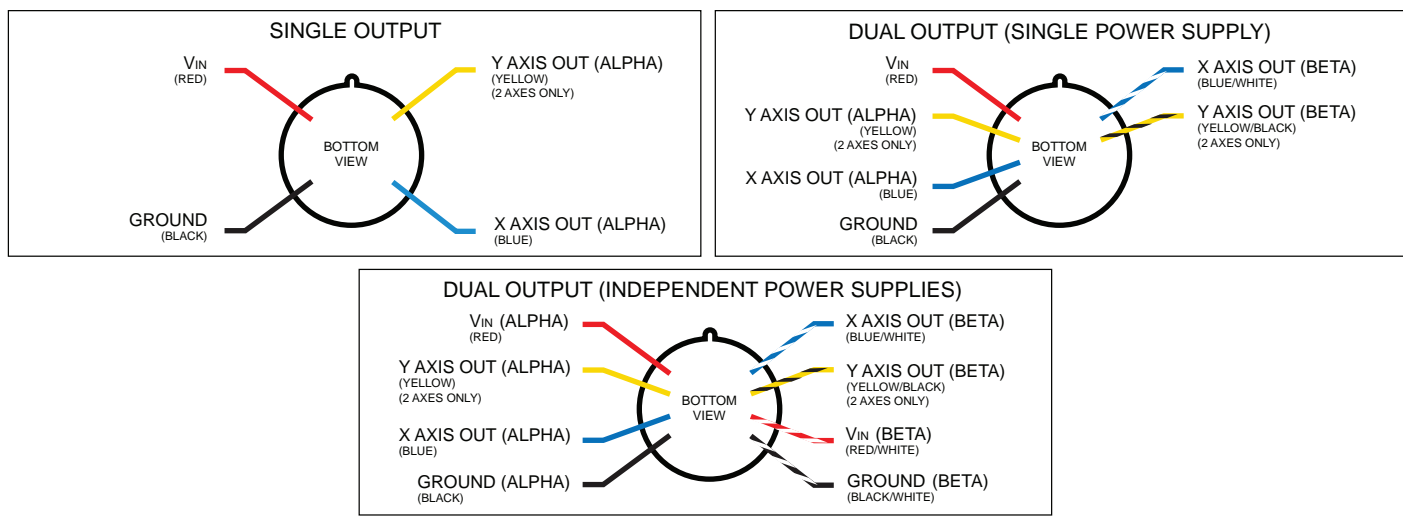 SINGLE OUTPUT
VIN
(RED)
Y AXIS OUT (ALPHA)
(YELLOW)
(2 AXES ONLY)
BOTTOM
VIEW
GROUND
(BLACK)
X AXIS OUT (ALPHA)
(BLUE)
DUAL OUTPUT (SINGLE POWER SUPPLY)
VIN
(RED)
Y AXIS OUT (ALPHA)
(YELLOW)
(2 AXES ONLY)
X AXIS OUT (ALPHA)
(BLUE)
GROUND
(BLACK)
BOTTOM
VIEW
X AXIS OUT (BETA)
(BLUE/WHITE)
Y AXIS OUT (BETA)
(YELLOW/BLACK)
(2 AXES ONLY)
DUAL OUTPUT (INDEPENDENT POWER SUPPLIES)
VIN (ALPHA)
(RED)
Y AXIS OUT (ALPHA)
(YELLOW)
(2 AXES ONLY)
X AXIS OUT (ALPHA)
(BLUE)
GROUND (ALPHA)
(BLACK)
BOTTOM
VIEW
X AXIS OUT (BETA)
(BLUE/WHITE)
Y AXIS OUT (BETA)
(YELLOW/BLACK)
(2 AXES ONLY)
VIN (BETA)
(RED/WHITE)
GROUND (BETA)
(BLACK/WHITE)